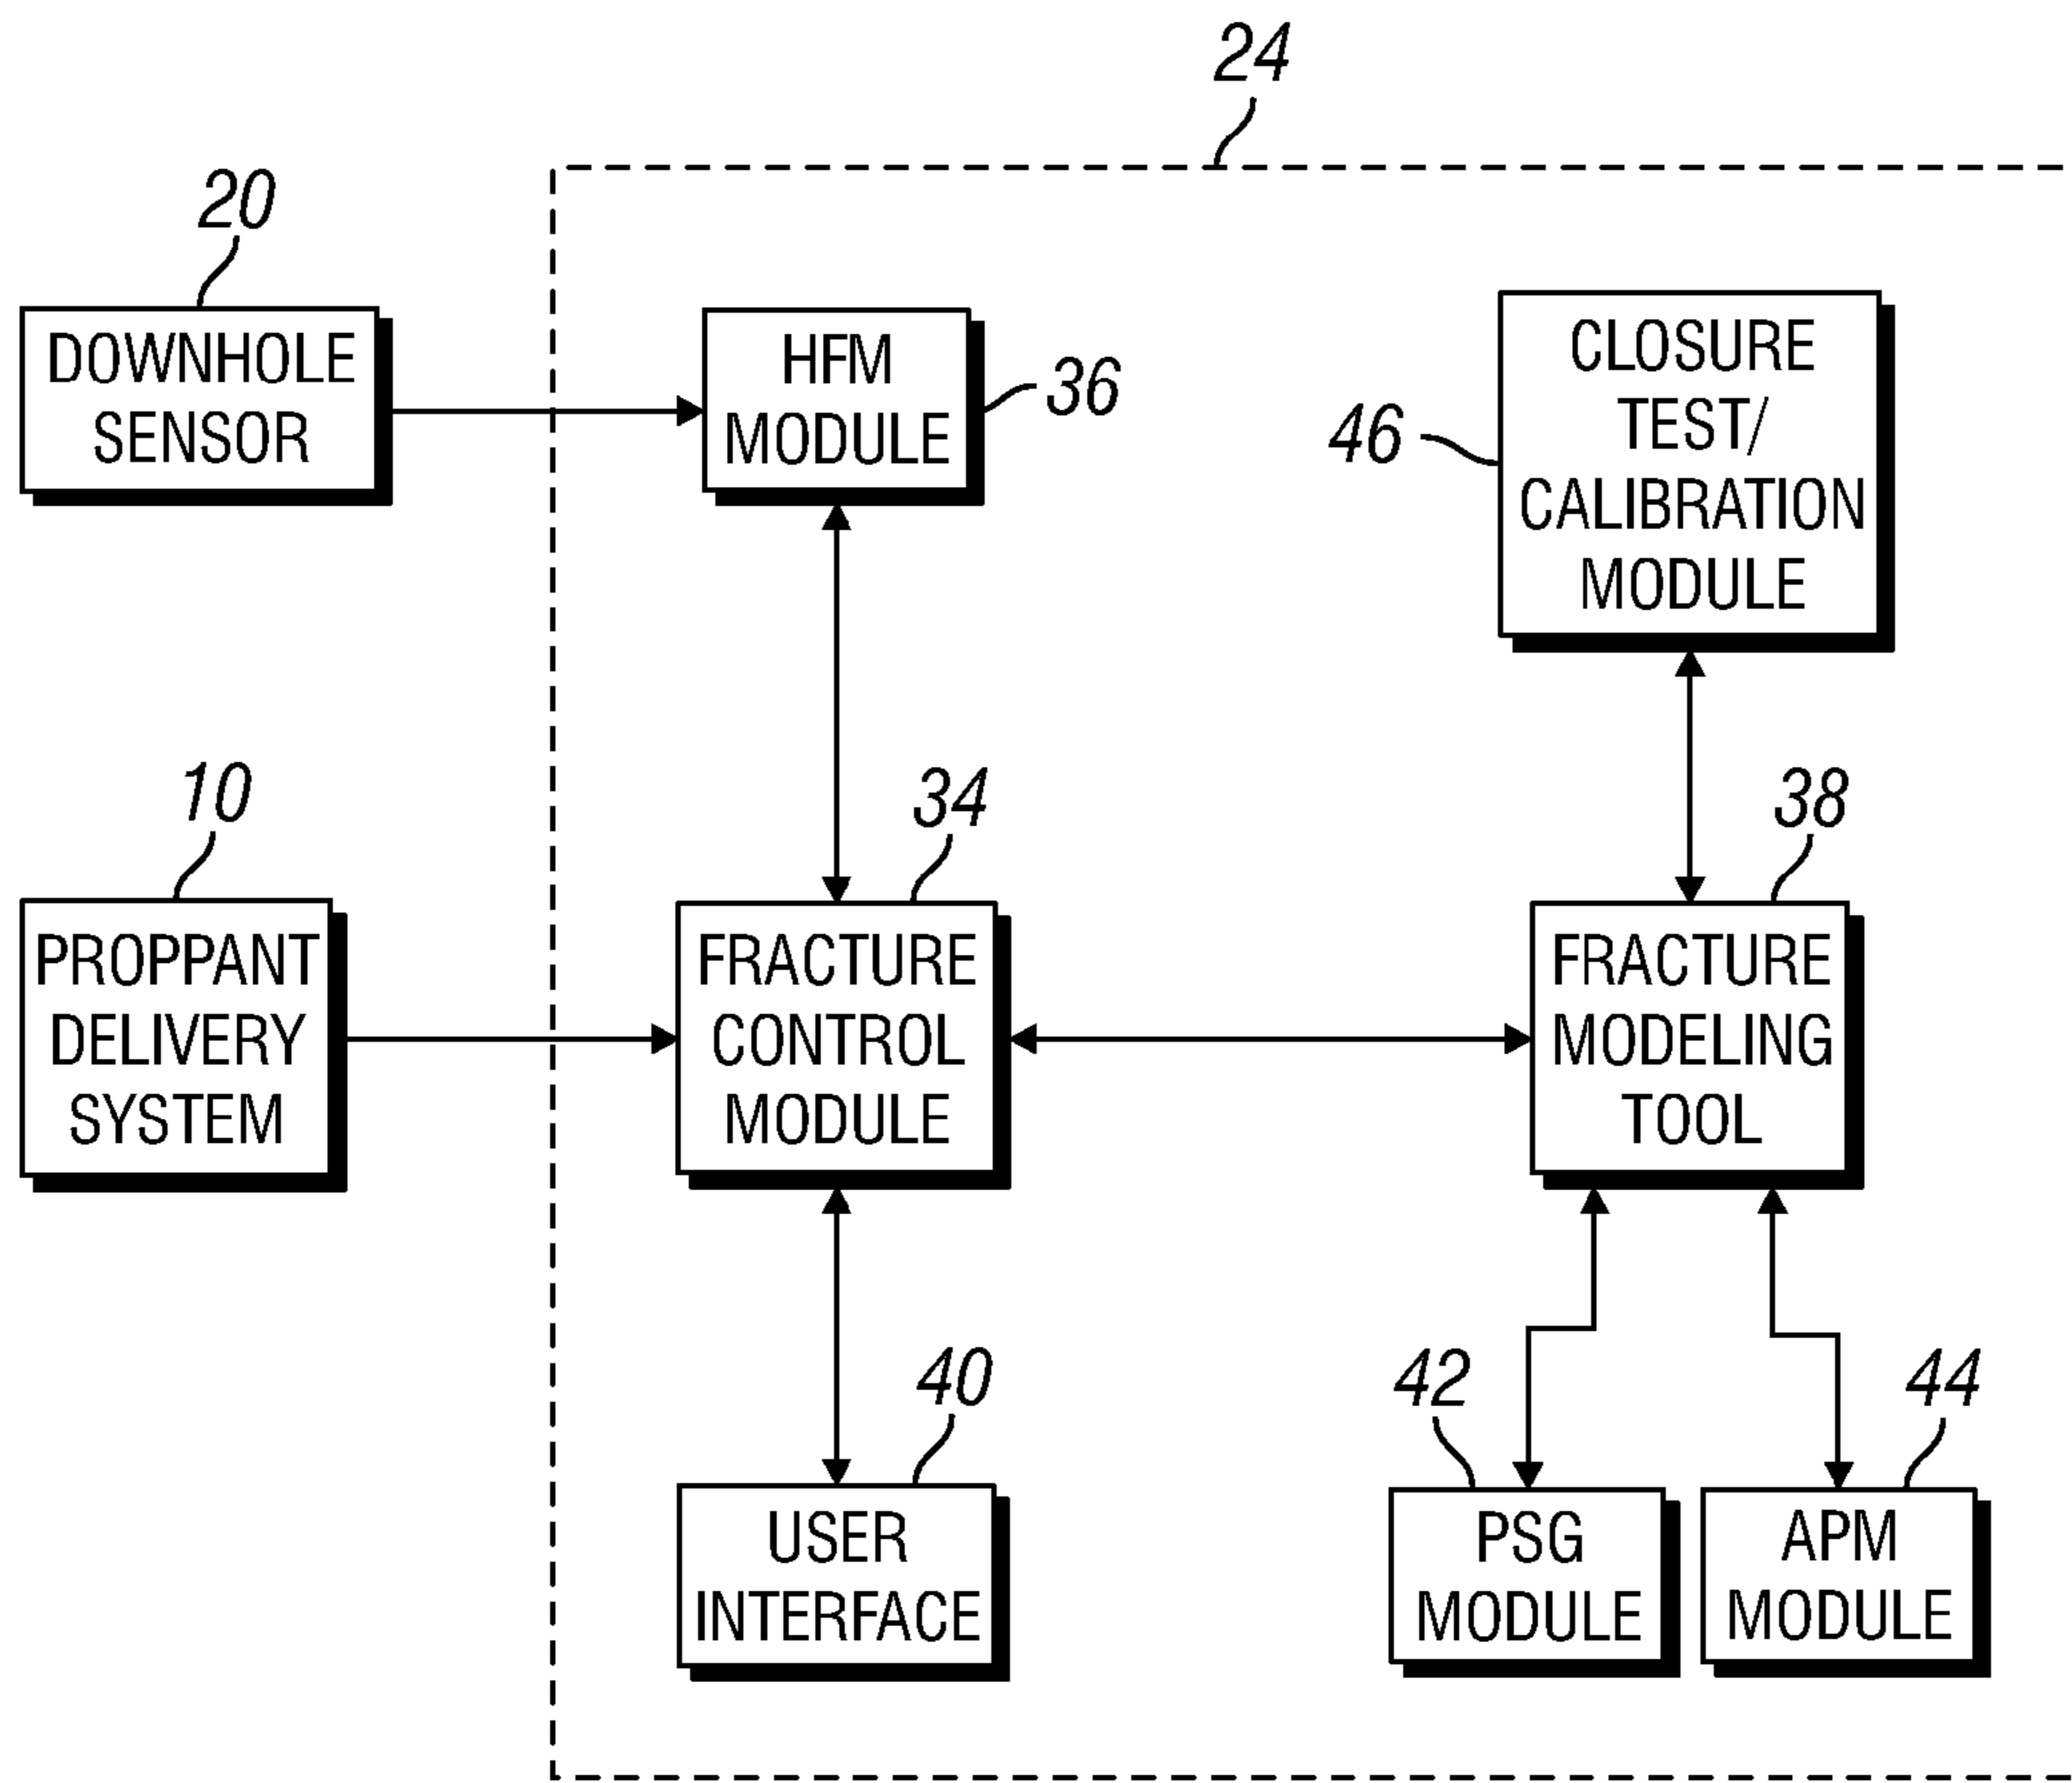 24
20
DOWNHOLE
SENSOR
HFM
MODULE
36
46
CLOSURE
TEST/
CALIBRATION
MODULE
10
PROPPANT
DELIVERY
SYSTEM
34
FRACTURE
CONTROL
MODULE
38
FRACTURE
MODELING
TOOL
40
USER
INTERFACE
42
PSG
MODULE
44
APM
MODULE